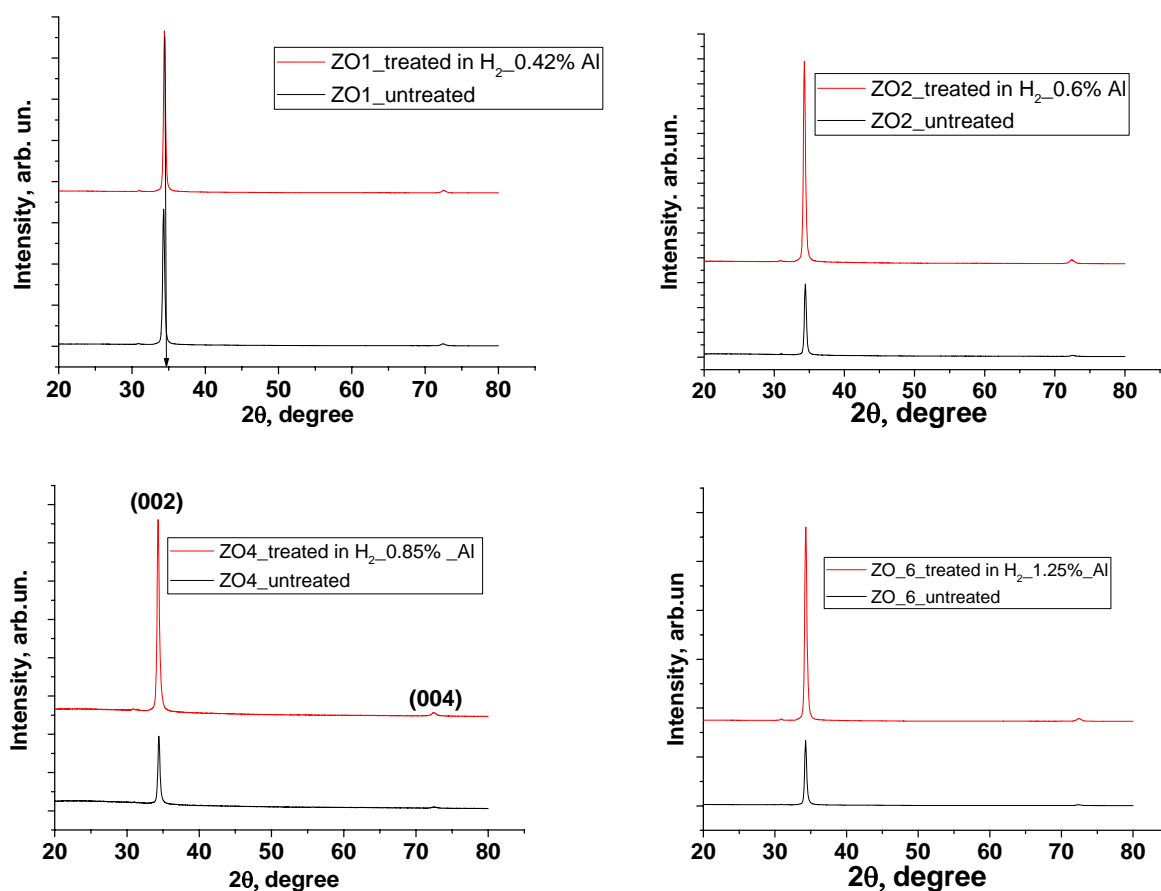 ZO1_treated in H₂_0.42% Al
ZO1_untreated
Intensity, arb. un.
20 30 40 50 60 70 80
2θ, degree
ZO2_treated in H₂_0.6% Al
ZO2_untreated
Intensity. arb.un.
20 30 40 50 60 70 80
2θ, degree
(002)
ZO4_treated in H₂_0.85% _Al
ZO4_untreated
(004)
Intensity, arb.un.
20 30 40 50 60 70 80
2θ, degree
ZO_6_treated in H₂_1.25%_Al
ZO_6_untreated
Intensity, arb.un
20 30 40 50 60 70 80
2θ, degree